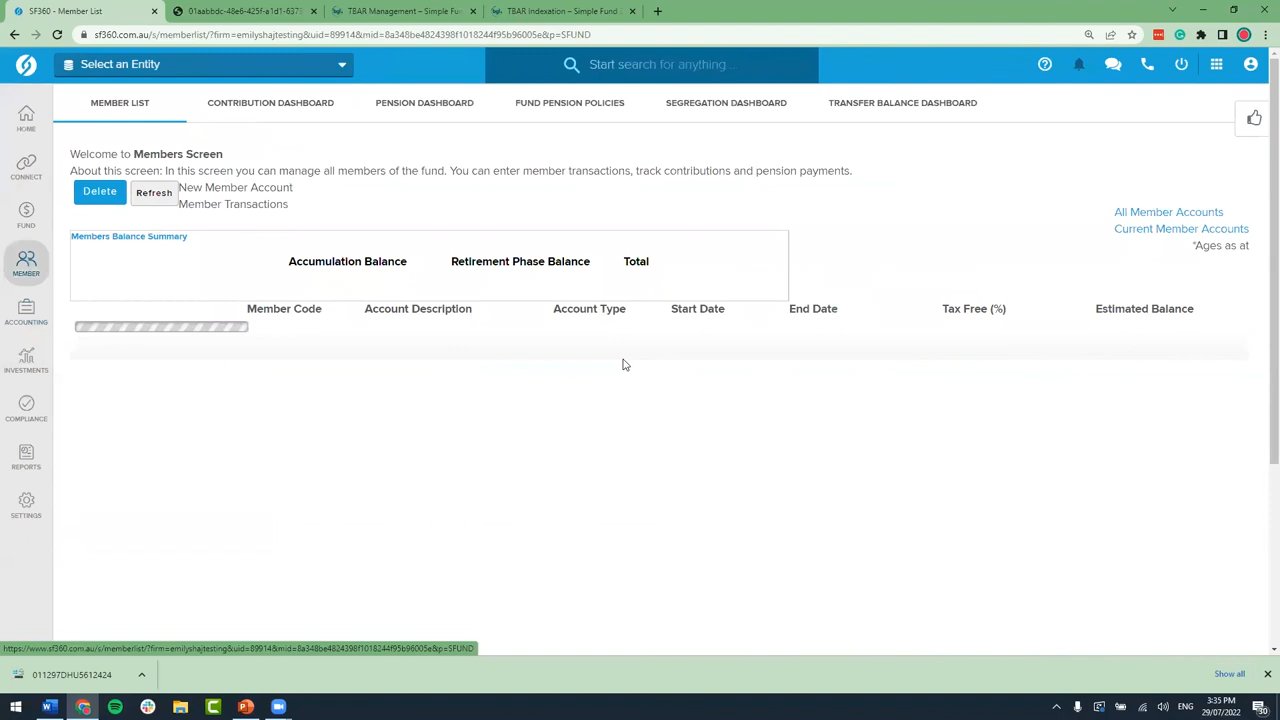 SF360 - Member List
01aabbdc-48e6-425f-a1d1-6373
TBAR Management – Simple Fun
TBAR Indexation – Simple Fund
sf360.com.au/s/memberlist/?firm=emilyshajtesting&uid=89914&mid=8a348be4824398f1018244f95b96005e&p=SFUND
Select an Entity
Start search for anything...
HOME
CONNECT
FUND
MEMBER
ACCOUNTING
INVESTMENTS
COMPLIANCE
REPORTS
SETTINGS
MEMBER LIST CONTRIBUTION DASHBOARD PENSION DASHBOARD FUND PENSION POLICIES SEGREGATION DASHBOARD TRANSFER BALANCE DASHBOARD
Welcome to Members Screen
About this screen: In this screen you can manage all members of the fund. You can enter member transactions, track contributions and pension payments.
Delete Refresh New Member Account
Member Transactions
All Member Accounts
Current Member Accounts
*Ages as at
Members Balance Summary
Accumulation Balance Retirement Phase Balance Total
Member Code Account Description Account Type Start Date End Date Tax Free (%) Estimated Balance
https://www.sf360.com.au/s/memberlist/?firm=emilyshajtesting&uid=89914&mid=8a348be4824398f1018244f95b96005e&p=SFUND
011297DHU5612424
Show all
ENG
3:35 PM
29/07/2022
30